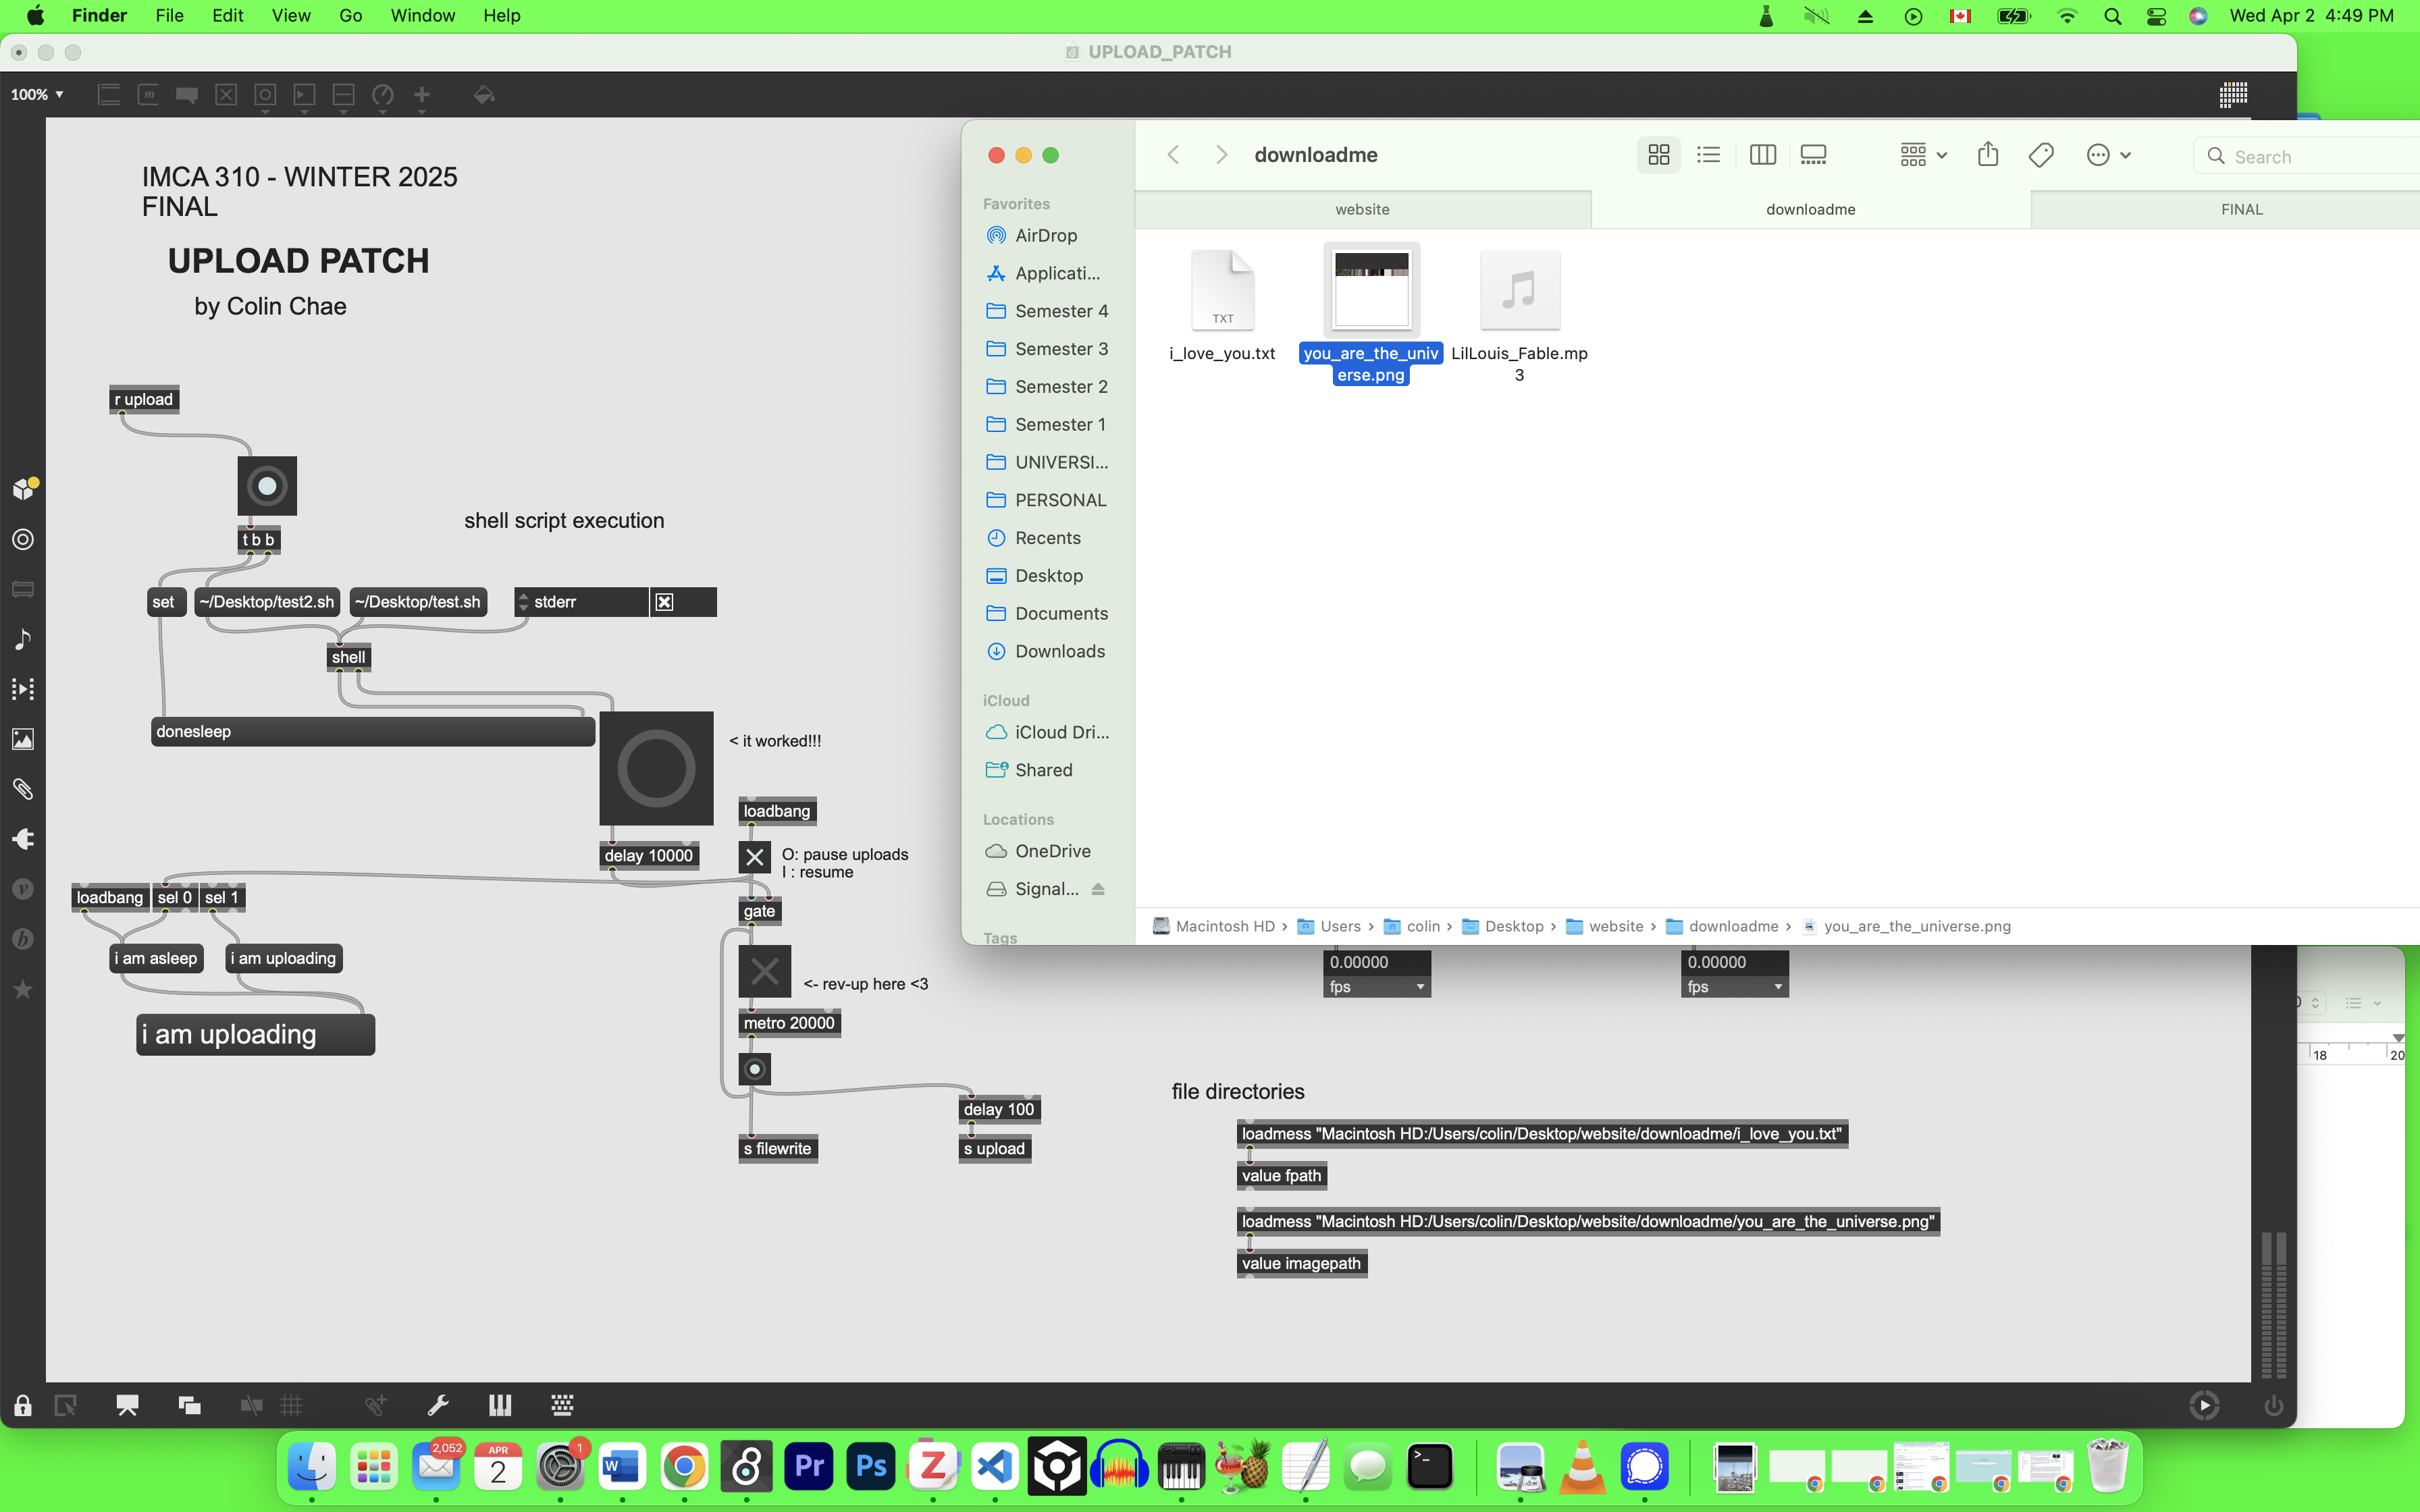 Finder File Edit View Go Window Help
Wed Apr 2 4:49 PM
UPLOAD_PATCH
100%
IMCA 310 - WINTER 2025
FINAL
UPLOAD PATCH
by Colin Chae
r upload
t b b
shell script execution
set
~/Desktop/test2.sh
~/Desktop/test.sh
stderr
shell
donesleep
< it worked!!!
loadbang
delay 10000
O: pause uploads
I : resume
loadbang
sel 0
sel 1
gate
i am asleep
i am uploading
<- rev-up here <3
i am uploading
metro 20000
delay 100
s filewrite
s upload
downloadme
Search
website
downloadme
FINAL
Favorites
AirDrop
Applicati...
Semester 4
Semester 3
Semester 2
Semester 1
UNIVERSI...
PERSONAL
Recents
Desktop
Documents
Downloads
iCloud
iCloud Dri...
Shared
Locations
OneDrive
Signal...
Tags
TXT
i_love_you.txt
you_are_the_univ
erse.png
LilLouis_Fable.mp
3
Macintosh HD › Users › colin › Desktop › website › downloadme › you_are_the_universe.png
0.00000
fps
0.00000
fps
18
20
file directories
loadmess "Macintosh HD:/Users/colin/Desktop/website/downloadme/i_love_you.txt"
value fpath
loadmess "Macintosh HD:/Users/colin/Desktop/website/downloadme/you_are_the_universe.png"
value imagepath
2,052
APR
2
1
W
Pr
Ps
Z
>_